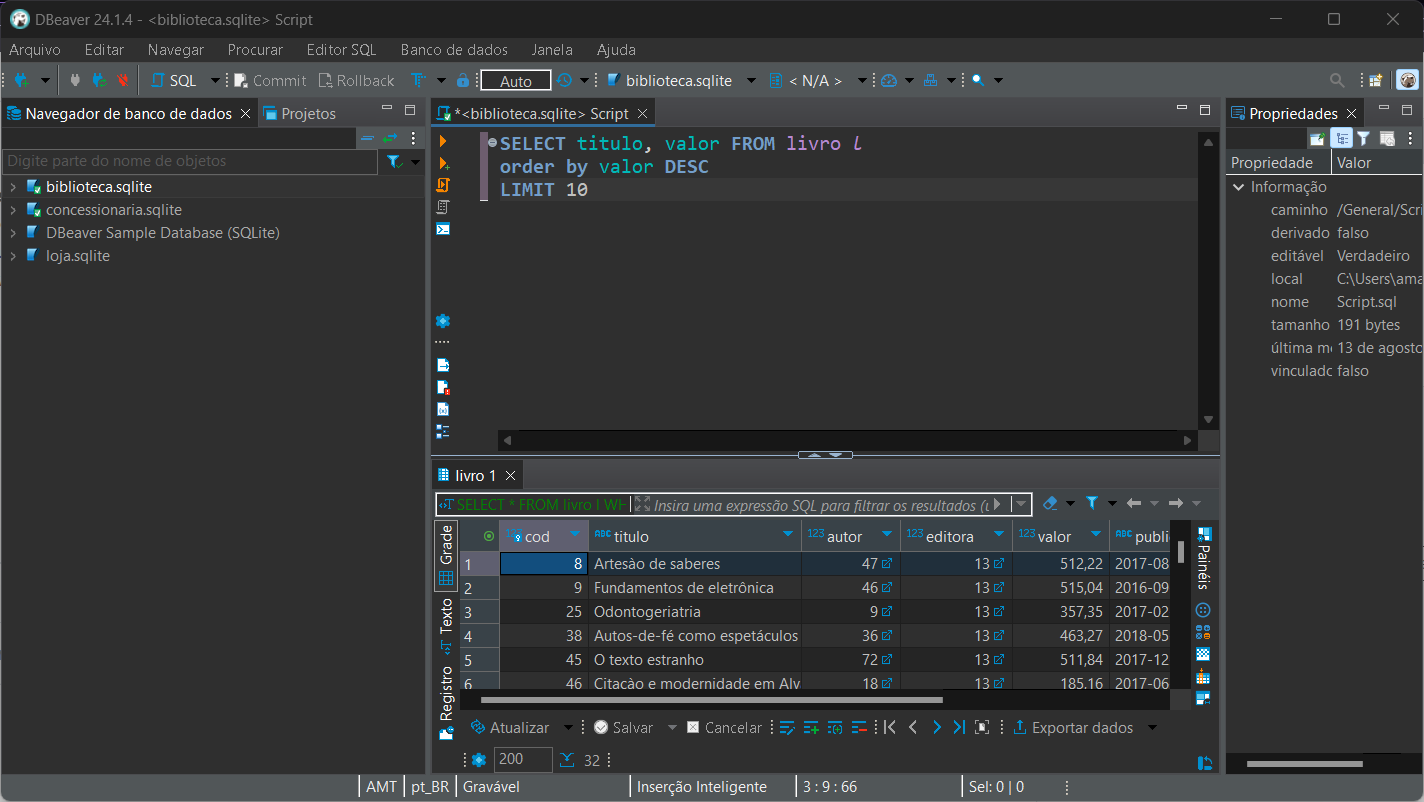 DBeaver 24.1.4 - <biblioteca.sqlite> Script
Arquivo Editar Navegar Procurar Editor SQL Banco de dados Janela Ajuda
SQL Commit Rollback Auto biblioteca.sqlite < N/A >
Navegador de banco de dados Projetos
Digite parte do nome de objetos
biblioteca.sqlite
concessionaria.sqlite
DBeaver Sample Database (SQLite)
loja.sqlite
*<biblioteca.sqlite> Script
SELECT titulo, valor FROM livro l
order by valor DESC
LIMIT 10
Propriedades
Propriedade Valor
Informação
caminho /General/Scri
derivado falso
editável Verdadeiro
local C:\Users\ama
nome Script.sql
tamanho 191 bytes
última m 13 de agosto
vinculado falso
livro 1
SELECT * FROM livro l WH Insira uma expressão SQL para filtrar os resultados (u
Grade
Texto
Registro
cod ABC titulo 123 autor 123 editora 123 valor ABC public
1 8 Artesão de saberes 47 13 512,22 2017-08
2 9 Fundamentos de eletrônica 46 13 515,04 2016-09
3 25 Odontogeriatria 9 13 357,35 2017-02
4 38 Autos-de-fé como espetáculos 36 13 463,27 2018-05
5 45 O texto estranho 72 13 511,84 2017-12
6 46 Citacão e modernidade em Alv 18 13 185,16 2017-06
Painéis
Atualizar Salvar Cancelar Exportar dados
200 32
AMT pt_BR Gravável Inserção Inteligente 3 : 9 : 66 Sel: 0 | 0